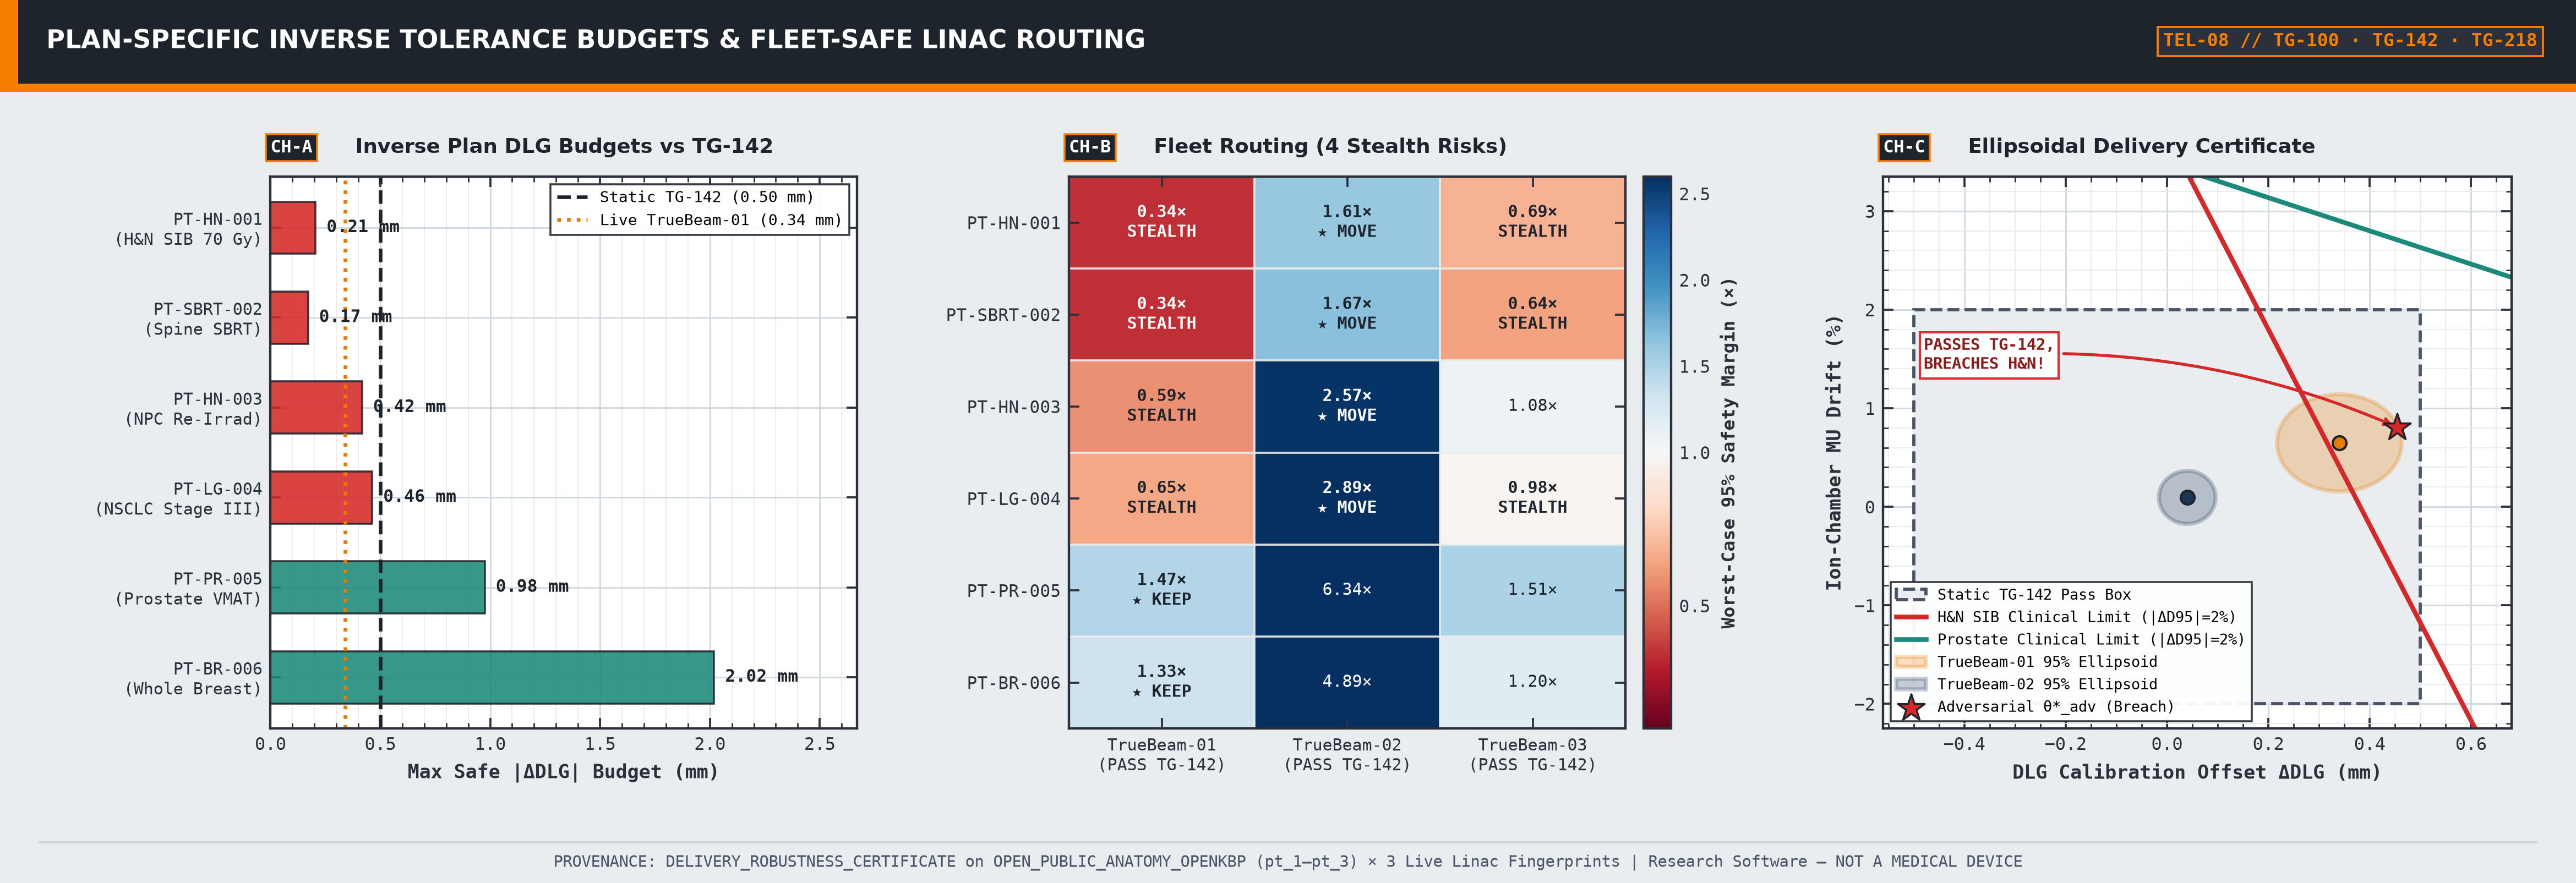 PLAN-SPECIFIC INVERSE TOLERANCE BUDGETS & FLEET-SAFE LINAC ROUTING
TEL-08 // TG-100 · TG-142 · TG-218
CH-A
Inverse Plan DLG Budgets vs TG-142
Static TG-142 (0.50 mm)
Live TrueBeam-01 (0.34 mm)
PT-HN-001
(H&N SIB 70 Gy)
0.21 mm
PT-SBRT-002
(Spine SBRT)
0.17 mm
PT-HN-003
(NPC Re-Irrad)
0.42 mm
PT-LG-004
(NSCLC Stage III)
0.46 mm
PT-PR-005
(Prostate VMAT)
0.98 mm
PT-BR-006
(Whole Breast)
2.02 mm
0.0 0.5 1.0 1.5 2.0 2.5
Max Safe |ΔDLG| Budget (mm)
CH-B
Fleet Routing (4 Stealth Risks)
PT-HN-001
0.34×
STEALTH
1.61×
★ MOVE
0.69×
STEALTH
PT-SBRT-002
0.34×
STEALTH
1.67×
★ MOVE
0.64×
STEALTH
PT-HN-003
0.59×
STEALTH
2.57×
★ MOVE
1.08×
PT-LG-004
0.65×
STEALTH
2.89×
★ MOVE
0.98×
STEALTH
PT-PR-005
1.47×
★ KEEP
6.34×
1.51×
PT-BR-006
1.33×
★ KEEP
4.89×
1.20×
TrueBeam-01
(PASS TG-142)
TrueBeam-02
(PASS TG-142)
TrueBeam-03
(PASS TG-142)
2.5
2.0
1.5
1.0
0.5
Worst-Case 95% Safety Margin (×)
CH-C
Ellipsoidal Delivery Certificate
Ion-Chamber MU Drift (%)
3
2
1
0
−1
−2
PASSES TG-142,
BREACHES H&N!
Static TG-142 Pass Box
H&N SIB Clinical Limit (|ΔD95|=2%)
Prostate Clinical Limit (|ΔD95|=2%)
TrueBeam-01 95% Ellipsoid
TrueBeam-02 95% Ellipsoid
Adversarial θ*_adv (Breach)
−0.4 −0.2 0.0 0.2 0.4 0.6
DLG Calibration Offset ΔDLG (mm)
PROVENANCE: DELIVERY_ROBUSTNESS_CERTIFICATE on OPEN_PUBLIC_ANATOMY_OPENKBP (pt_1–pt_3) × 3 Live Linac Fingerprints | Research Software — NOT A MEDICAL DEVICE